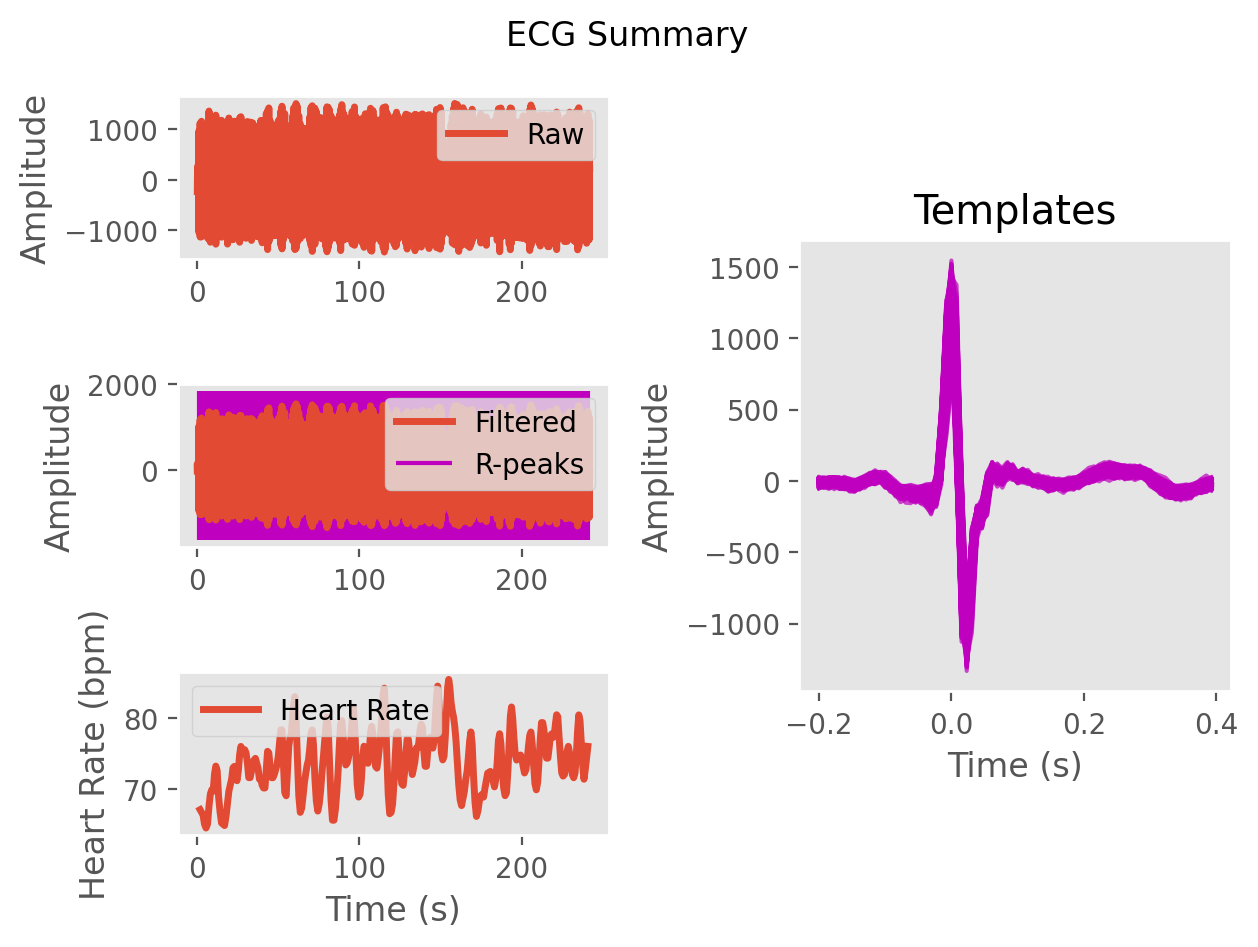 ECG Summary
Amplitude
1000
0
−1000
Raw
0 100 200
Amplitude
2000
0
Filtered
R-peaks
0 100 200
Heart Rate (bpm)
80
70
Heart Rate
0 100 200
Time (s)
Templates
Amplitude
1500
1000
500
0
−500
−1000
−0.2 0.0 0.2 0.4
Time (s)